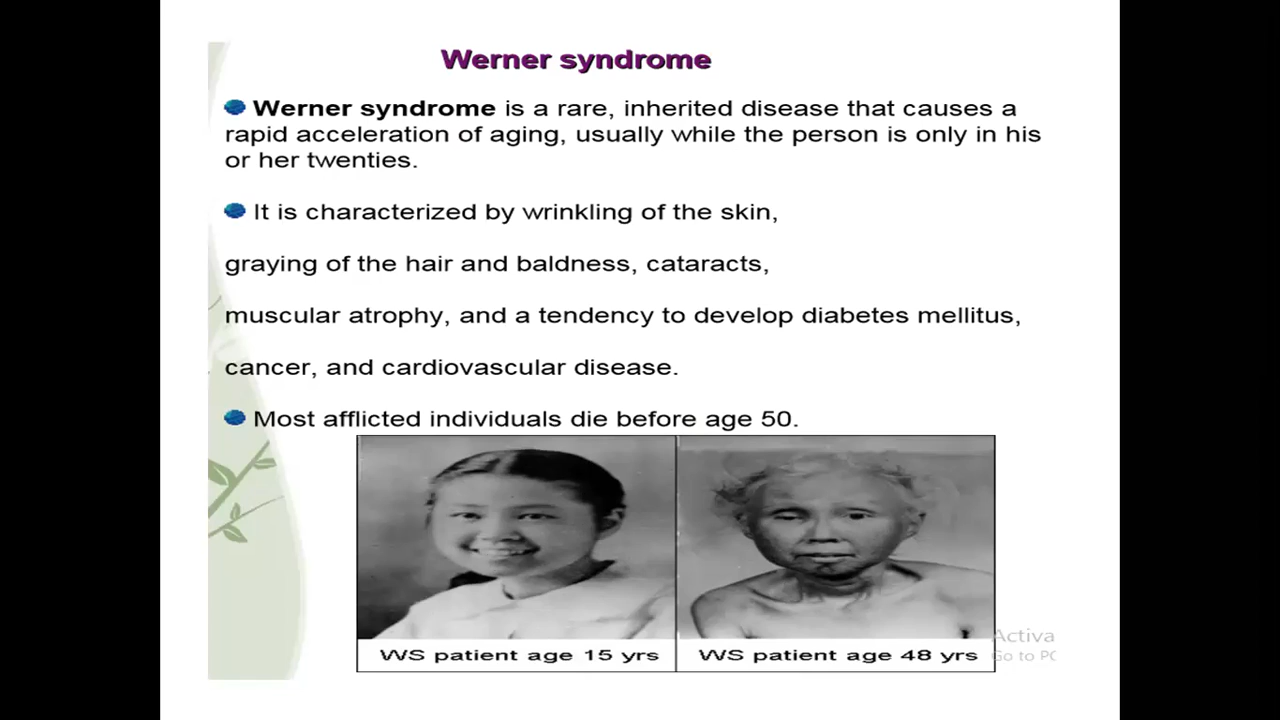 Werner syndrome
Werner syndrome is a rare, inherited disease that causes a
rapid acceleration of aging, usually while the person is only in his
or her twenties.
It is characterized by wrinkling of the skin,
graying of the hair and baldness, cataracts,
muscular atrophy, and a tendency to develop diabetes mellitus,
cancer, and cardiovascular disease.
Most afflicted individuals die before age 50.
WS patient age 15 yrs
WS patient age 48 yrs
Activa
Go to PC